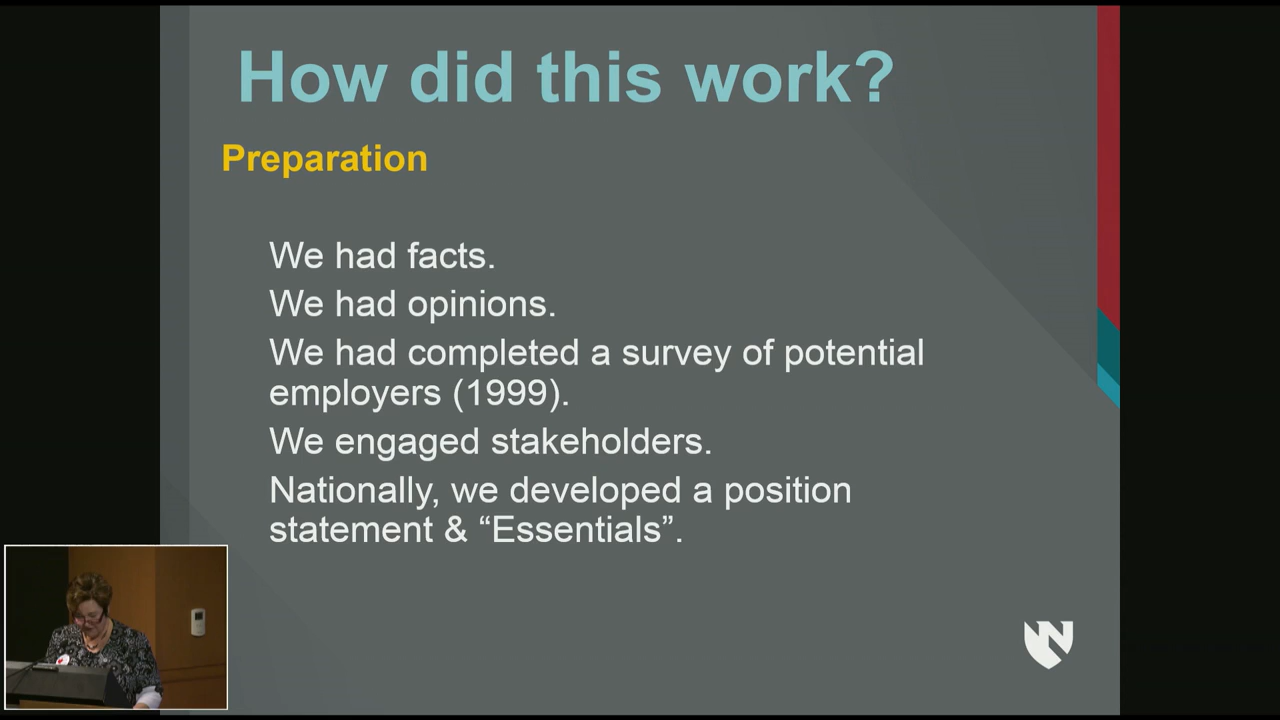 How did this work?
Preparation
We had facts.
We had opinions.
We had completed a survey of potential
employers (1999).
We engaged stakeholders.
Nationally, we developed a position
statement & “Essentials”.